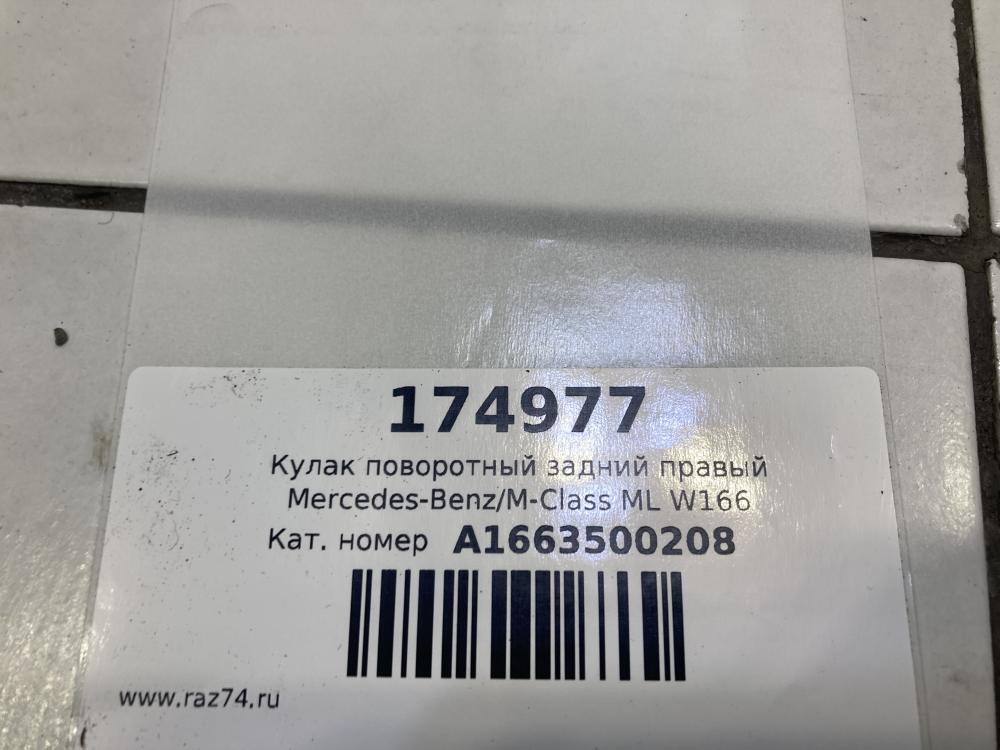 174977
Кулак поворотный задний правый
Mercedes-Benz/M-Class ML W166
Кат. номер A1663500208
www.raz74.ru